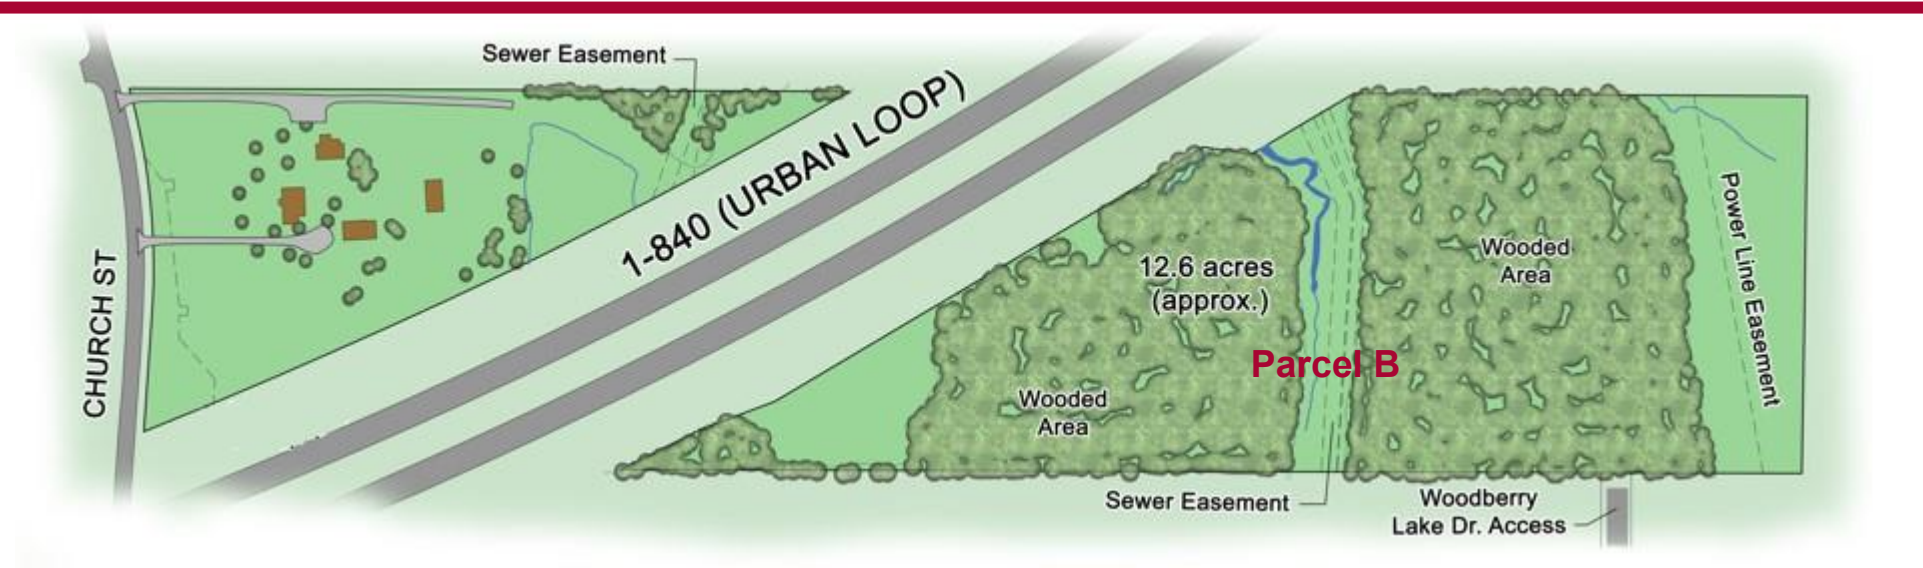 Sewer Easement
1-840 (URBAN LOOP)
CHURCH ST
12.6 acres
(approx.)
Wooded
Area
Power Line Easement
Parcel B
Wooded
Area
Sewer Easement
Woodberry
Lake Dr. Access